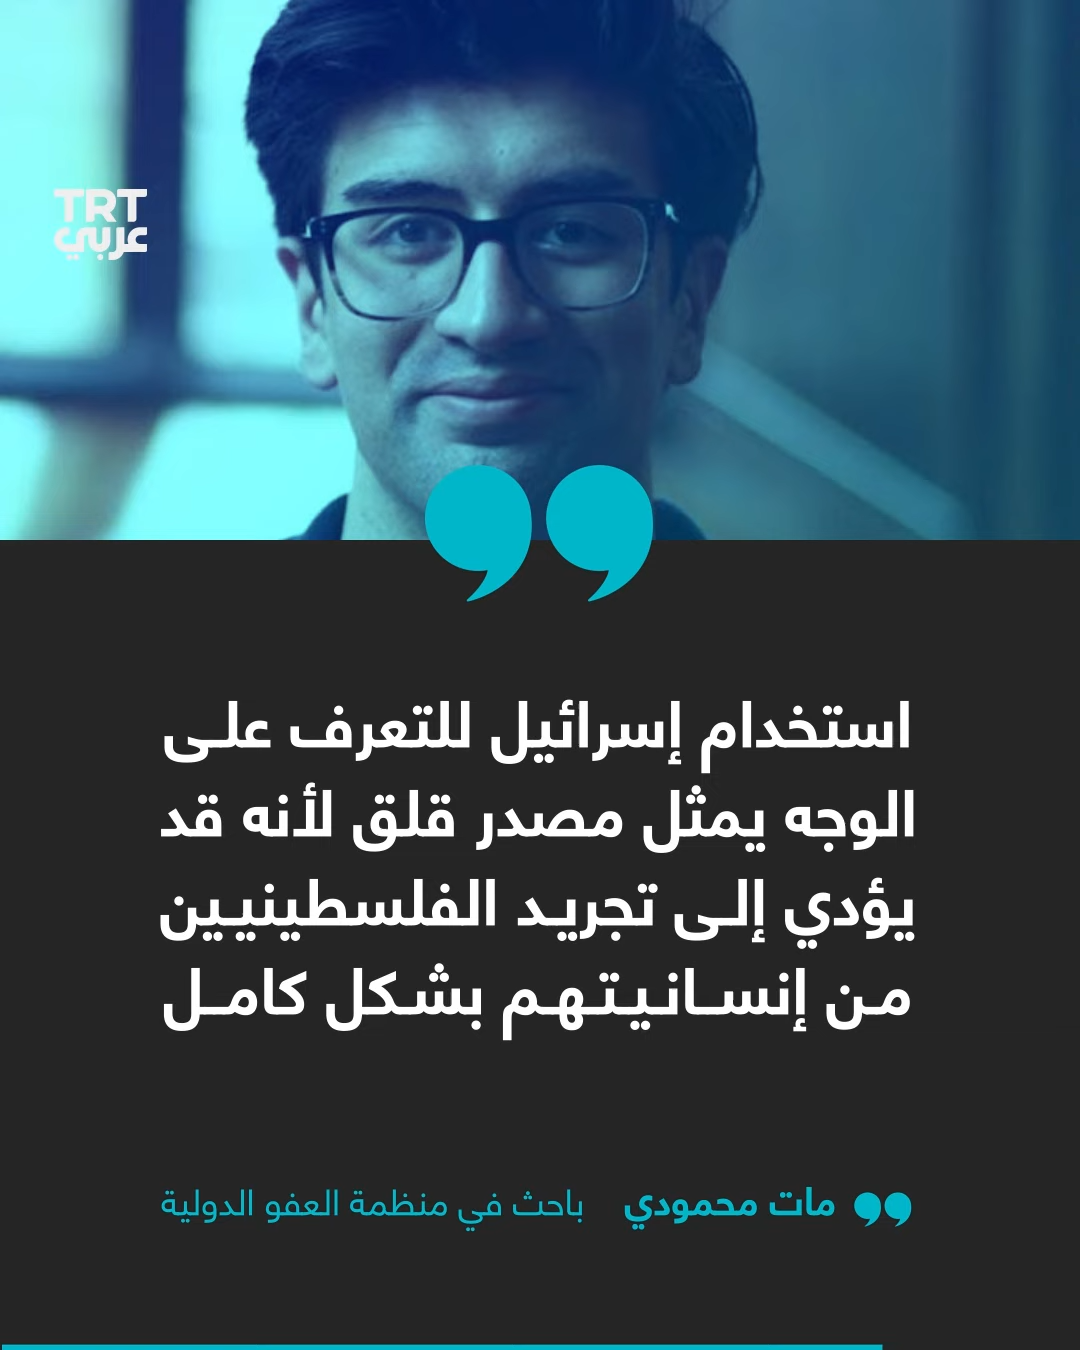 TRT
عربي
استخدام إسرائيل للتعرف على
الوجه يمثل مصدر قلق لأنه قد
يؤدي إلى تجريد الفلسطينيين
من إنسانيتهم بشكل كامل
مات محمودي باحث في منظمة العفو الدولية